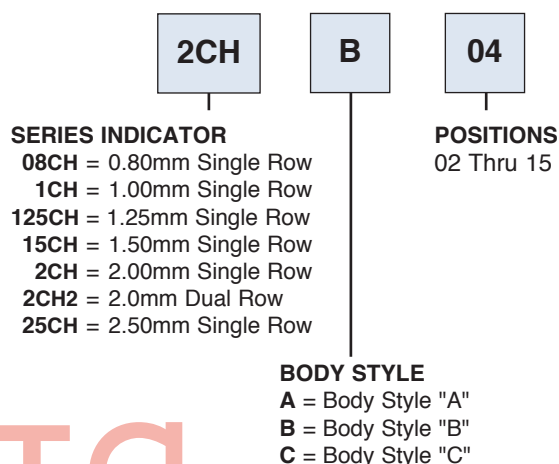 2CH B 04
SERIES INDICATOR
08CH = 0.80mm Single Row
1CH = 1.00mm Single Row
125CH = 1.25mm Single Row
15CH = 1.50mm Single Row
2CH = 2.00mm Single Row
2CH2 = 2.0mm Dual Row
25CH = 2.50mm Single Row
POSITIONS
02 Thru 15
BODY STYLE
A = Body Style "A"
B = Body Style "B"
C = Body Style "C"